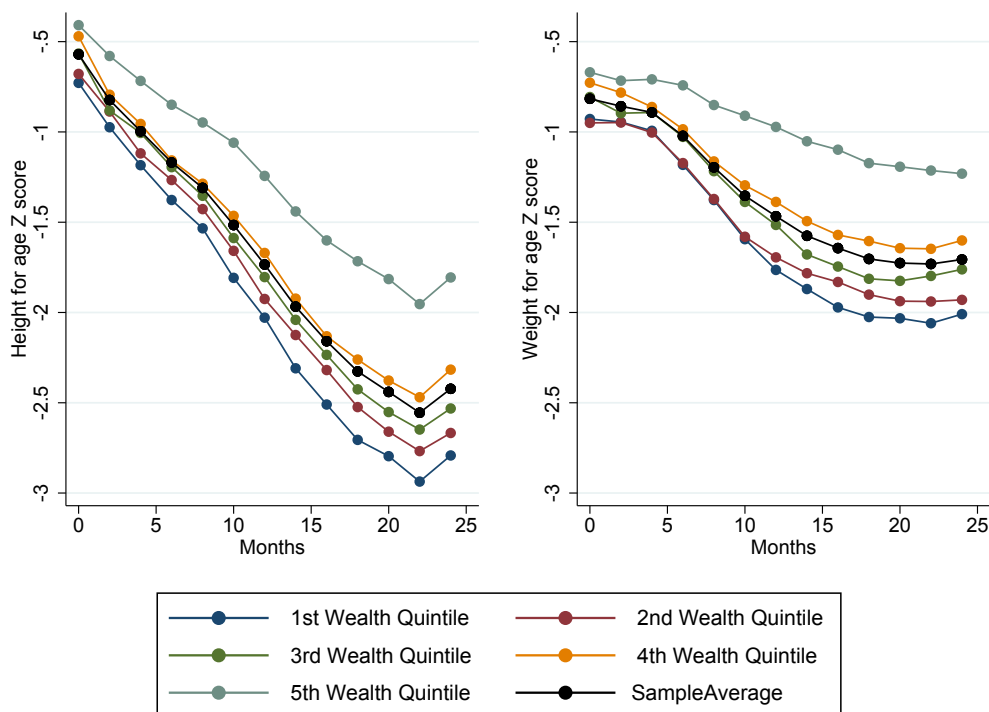 Height for age Z score
-.5
-1
-1.5
-2
-2.5
-3
0 5 10 15 20 25
Months
Weight for age Z score
-.5
-1
-1.5
-2
-2.5
-3
0 5 10 15 20 25
Months
1st Wealth Quintile 2nd Wealth Quintile
3rd Wealth Quintile 4th Wealth Quintile
5th Wealth Quintile SampleAverage